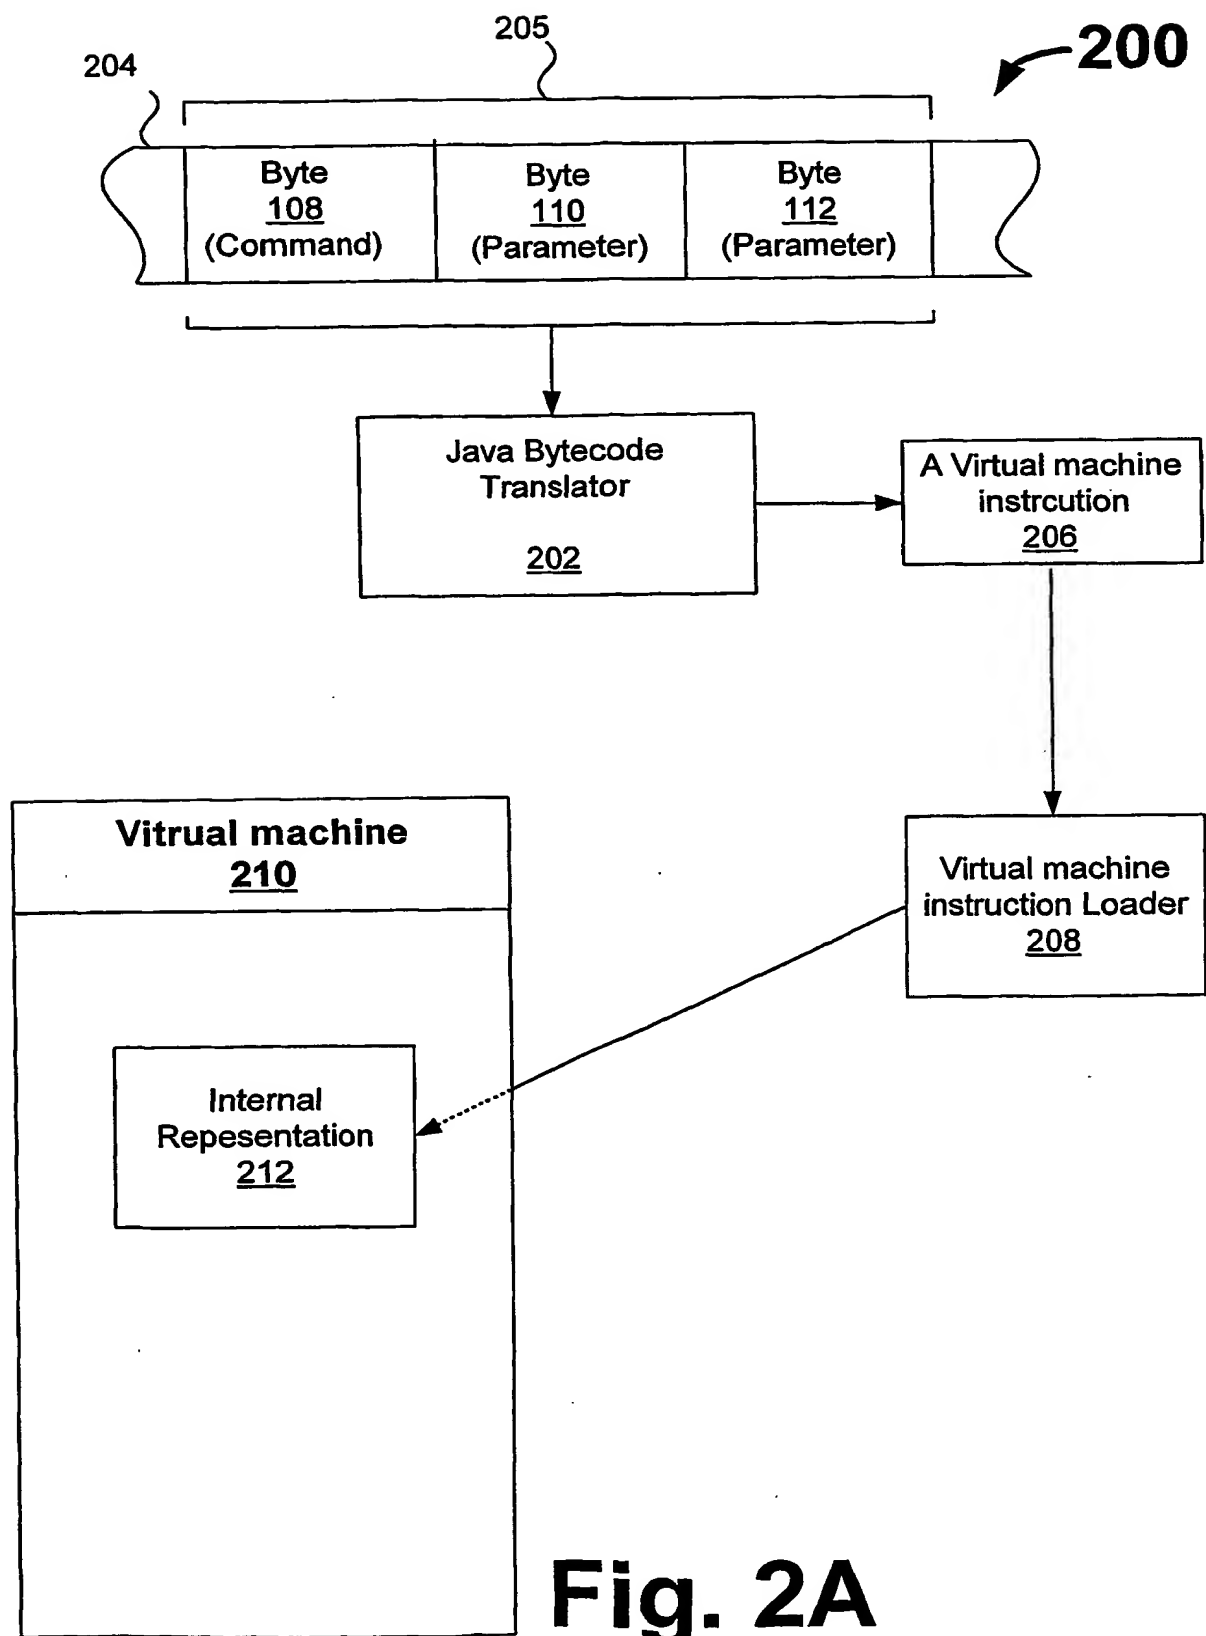 205
200
204
Byte
108
(Command)
Byte
110
(Parameter)
Byte
112
(Parameter)
Java Bytecode
Translator
202
A Virtual machine
instrcution
206
Vitrual machine
210
Virtual machine
instruction Loader
208
Internal
Repesentation
212
Fig. 2A